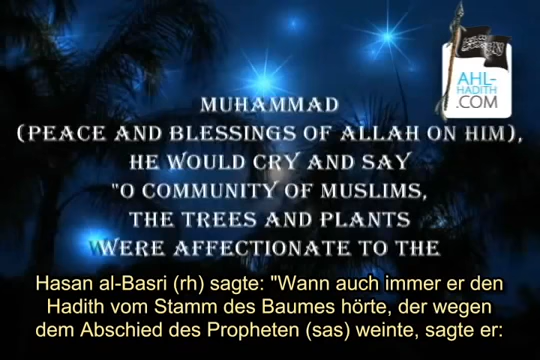 AHL-
HADITH
.COM
MUHAMMAD
(PEACE AND BLESSINGS OF ALLAH ON HIM),
HE WOULD CRY AND SAY
"O COMMUNITY OF MUSLIMS,
THE TREES AND PLANTS
WERE AFFECTIONATE TO THE
Hasan al-Basri (rh) sagte: "Wann auch immer er den
Hadith vom Stamm des Baumes hörte, der wegen
dem Abschied des Propheten (sas) weinte, sagte er: